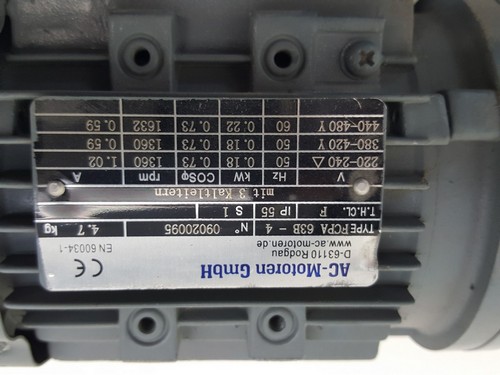 AC-Motoren GmbH
D-63110 Rodgau
www.ac-motoren.de
CE
EN 60034-1
TYPE FCPA 63B - 4 N° 09020095 4.7 kg
TH.CL. F IP 55 S 1
mit 3 Kaltleitern
V Hz kW COSφ rpm A
220-240 △ 50 0.18 0.73 1360 1.02
380-420 Y 50 0.18 0.73 1360 0.59
440-480 Y 60 0.22 0.73 1632 0.59